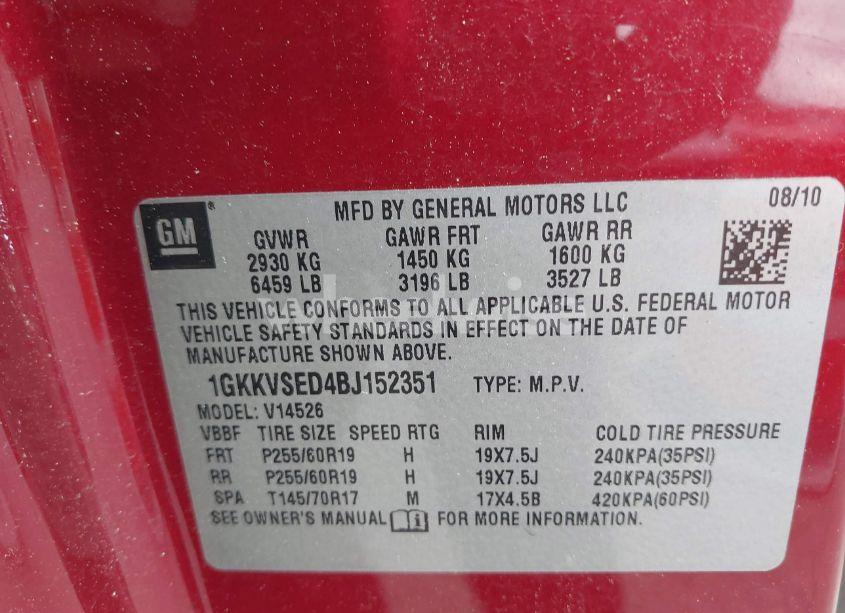 GM®
MFD BY GENERAL MOTORS LLC 08/10
GVWR GAWR FRT GAWR RR
2930 KG 1450 KG 1600 KG
6459 LB 3196 LB 3527 LB
THIS VEHICLE CONFORMS TO ALL APPLICABLE U.S. FEDERAL MOTOR
VEHICLE SAFETY STANDARDS IN EFFECT ON THE DATE OF
MANUFACTURE SHOWN ABOVE.
1GKKVSED4BJ152351 TYPE: M.P.V.
MODEL: V14526
VBBF TIRE SIZE SPEED RTG RIM COLD TIRE PRESSURE
FRT P255/60R19 H 19X7.5J 240KPA(35PSI)
RR P255/60R19 H 19X7.5J 240KPA(35PSI)
SPA T145/70R17 M 17X4.5B 420KPA(60PSI)
SEE OWNER'S MANUAL FOR MORE INFORMATION.